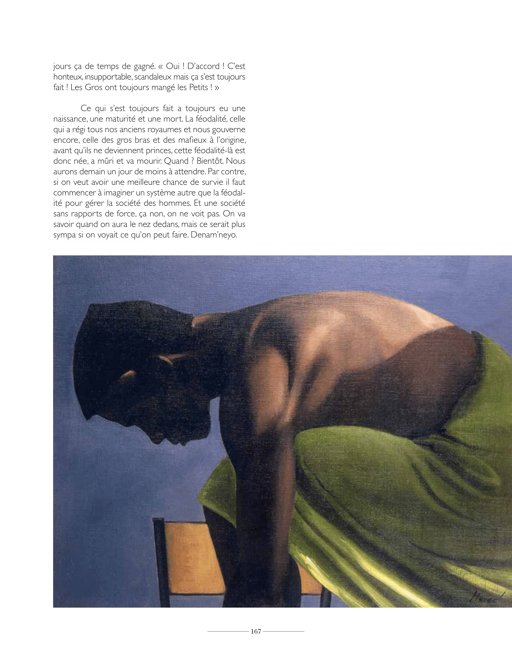 jours ça de temps de gagné. « Oui ! D'accord ! C'est
honteux, insupportable, scandaleux mais ça s'est toujours
fait ! Les Gros ont toujours mangé les Petits ! »
Ce qui s'est toujours fait a toujours eu une
naissance, une maturité et une mort. La féodalité, celle
qui a régi tous nos anciens royaumes et nous gouverne
encore, celle des gros bras et des mafieux à l'origine,
avant qu'ils ne deviennent princes, cette féodalité-là est
donc née, a mûri et va mourir. Quand ? Bientôt. Nous
aurons demain un jour de moins à attendre. Par contre,
si on veut avoir une meilleure chance de survie il faut
commencer à imaginer un système autre que la féodal-
ité pour gérer la société des hommes. Et une société
sans rapports de force, ça non, on ne voit pas. On va
savoir quand on aura le nez dedans, mais ce serait plus
sympa si on voyait ce qu'on peut faire. Denam'neyo.
167